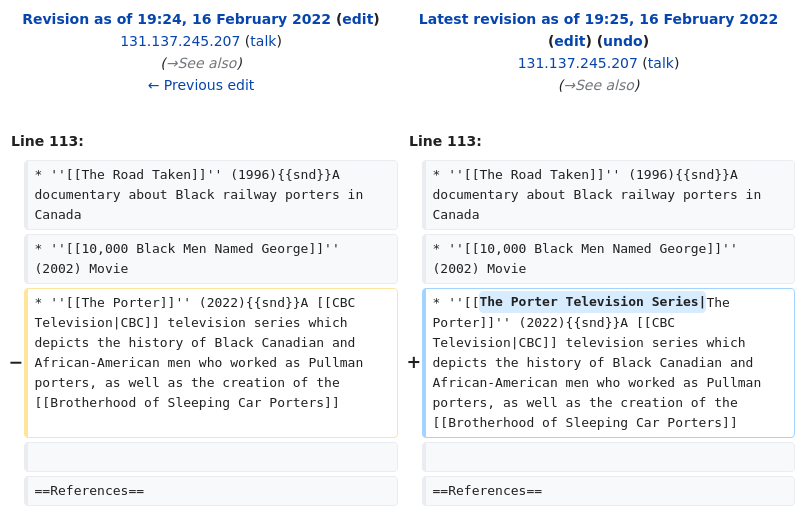 Revision as of 19:24, 16 February 2022 (edit)
131.137.245.207 (talk)
(→See also)
← Previous edit
Latest revision as of 19:25, 16 February 2022
(edit) (undo)
131.137.245.207 (talk)
(→See also)
Line 113:
* ''[[The Road Taken]]'' (1996){{snd}}A
documentary about Black railway porters in
Canada
* ''[[10,000 Black Men Named George]]''
(2002) Movie
− * ''[[The Porter]]'' (2022){{snd}}A [[CBC
Television|CBC]] television series which
depicts the history of Black Canadian and
African-American men who worked as Pullman
porters, as well as the creation of the
[[Brotherhood of Sleeping Car Porters]]
==References==
Line 113:
* ''[[The Road Taken]]'' (1996){{snd}}A
documentary about Black railway porters in
Canada
* ''[[10,000 Black Men Named George]]''
(2002) Movie
+ * ''[[The Porter Television Series|The
Porter]]'' (2022){{snd}}A [[CBC
Television|CBC]] television series which
depicts the history of Black Canadian and
African-American men who worked as Pullman
porters, as well as the creation of the
[[Brotherhood of Sleeping Car Porters]]
==References==